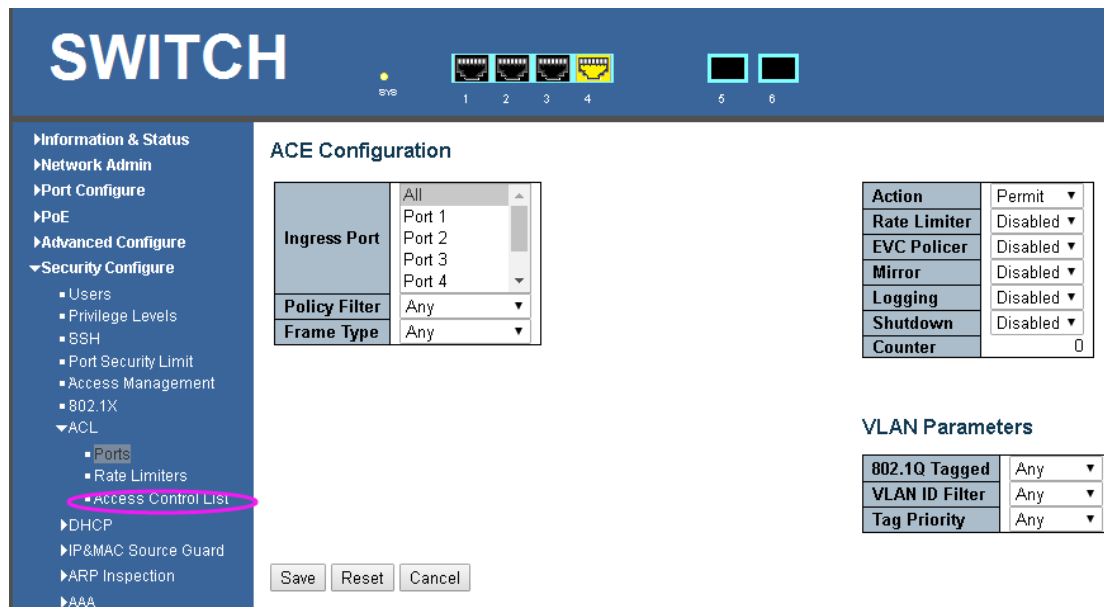 SWITCH
SYS
1 2 3 4 5 6
Information & Status
Network Admin
Port Configure
PoE
Advanced Configure
Security Configure
Users
Privilege Levels
SSH
Port Security Limit
Access Management
802.1X
ACL
Ports
Rate Limiters
Access Control List
DHCP
IP&MAC Source Guard
ARP Inspection
AAA
ACE Configuration
Ingress Port
All
Port 1
Port 2
Port 3
Port 4
Policy Filter Any
Frame Type Any
Action Permit
Rate Limiter Disabled
EVC Policer Disabled
Mirror Disabled
Logging Disabled
Shutdown Disabled
Counter 0
VLAN Parameters
802.1Q Tagged Any
VLAN ID Filter Any
Tag Priority Any
Save Reset Cancel